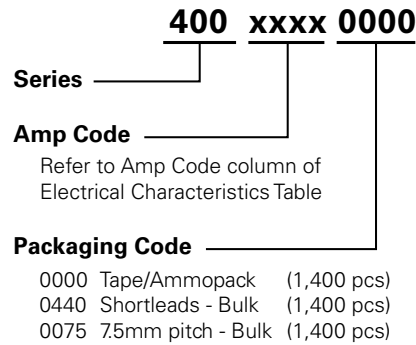 400 xxxx 0000
Series
Amp Code
Refer to Amp Code column of
Electrical Characteristics Table
Packaging Code
0000 Tape/Ammopack (1,400 pcs)
0440 Shortleads - Bulk (1,400 pcs)
0075 7.5mm pitch - Bulk (1,400 pcs)